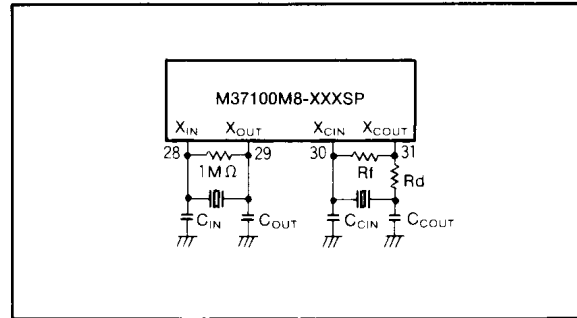 M37100M8-XXXSP
XIN XOUT XCIN XCOUT
28 29 30 31
1MΩ Rf
Rd
CIN COUT CCIN CCOUT